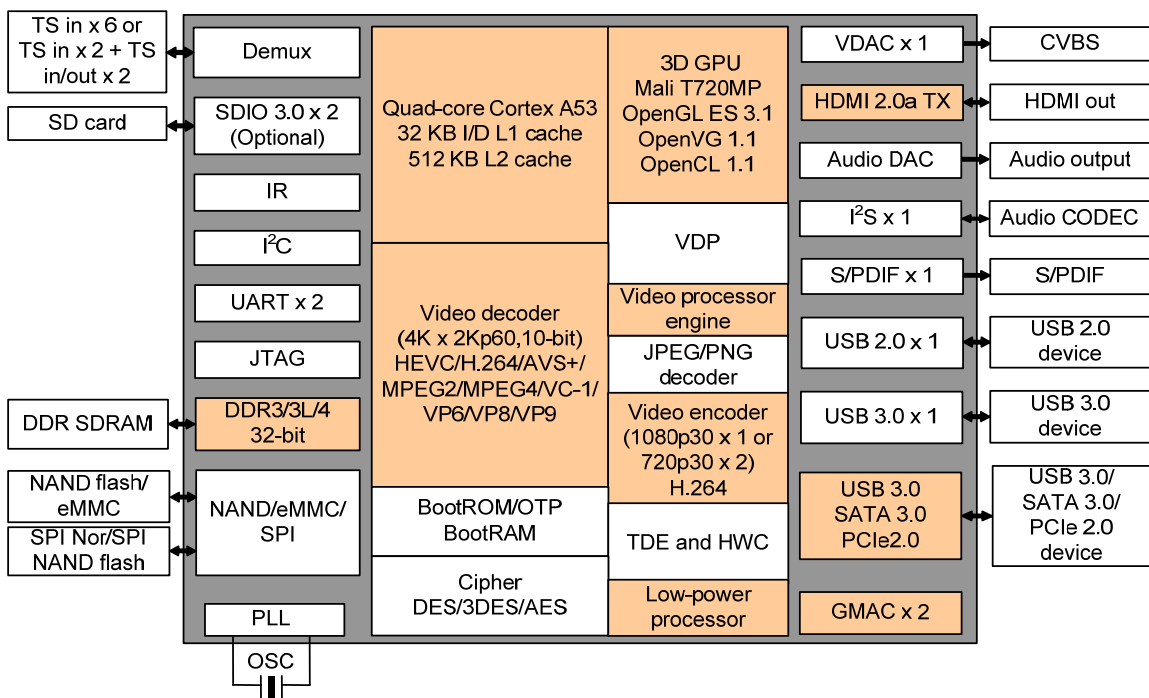 TS in x 6 or
TS in x 2 + TS
in/out x 2
SD card
DDR SDRAM
NAND flash/
eMMC
SPI Nor/SPI
NAND flash
Demux
SDIO 3.0 x 2
(Optional)
IR
I²C
UART x 2
JTAG
DDR3/3L/4
32-bit
NAND/eMMC/
SPI
PLL
OSC
Quad-core Cortex A53
32 KB I/D L1 cache
512 KB L2 cache
Video decoder
(4K x 2Kp60,10-bit)
HEVC/H.264/AVS+/
MPEG2/MPEG4/VC-1/
VP6/VP8/VP9
BootROM/OTP
BootRAM
Cipher
DES/3DES/AES
3D GPU
Mali T720MP
OpenGL ES 3.1
OpenVG 1.1
OpenCL 1.1
VDP
Video processor
engine
JPEG/PNG
decoder
Video encoder
(1080p30 x 1 or
720p30 x 2)
H.264
TDE and HWC
Low-power
processor
VDAC x 1
HDMI 2.0a TX
Audio DAC
I²S x 1
S/PDIF x 1
USB 2.0 x 1
USB 3.0 x 1
USB 3.0
SATA 3.0
PCIe2.0
GMAC x 2
CVBS
HDMI out
Audio output
Audio CODEC
S/PDIF
USB 2.0
device
USB 3.0
device
USB 3.0/
SATA 3.0/
PCIe 2.0
device